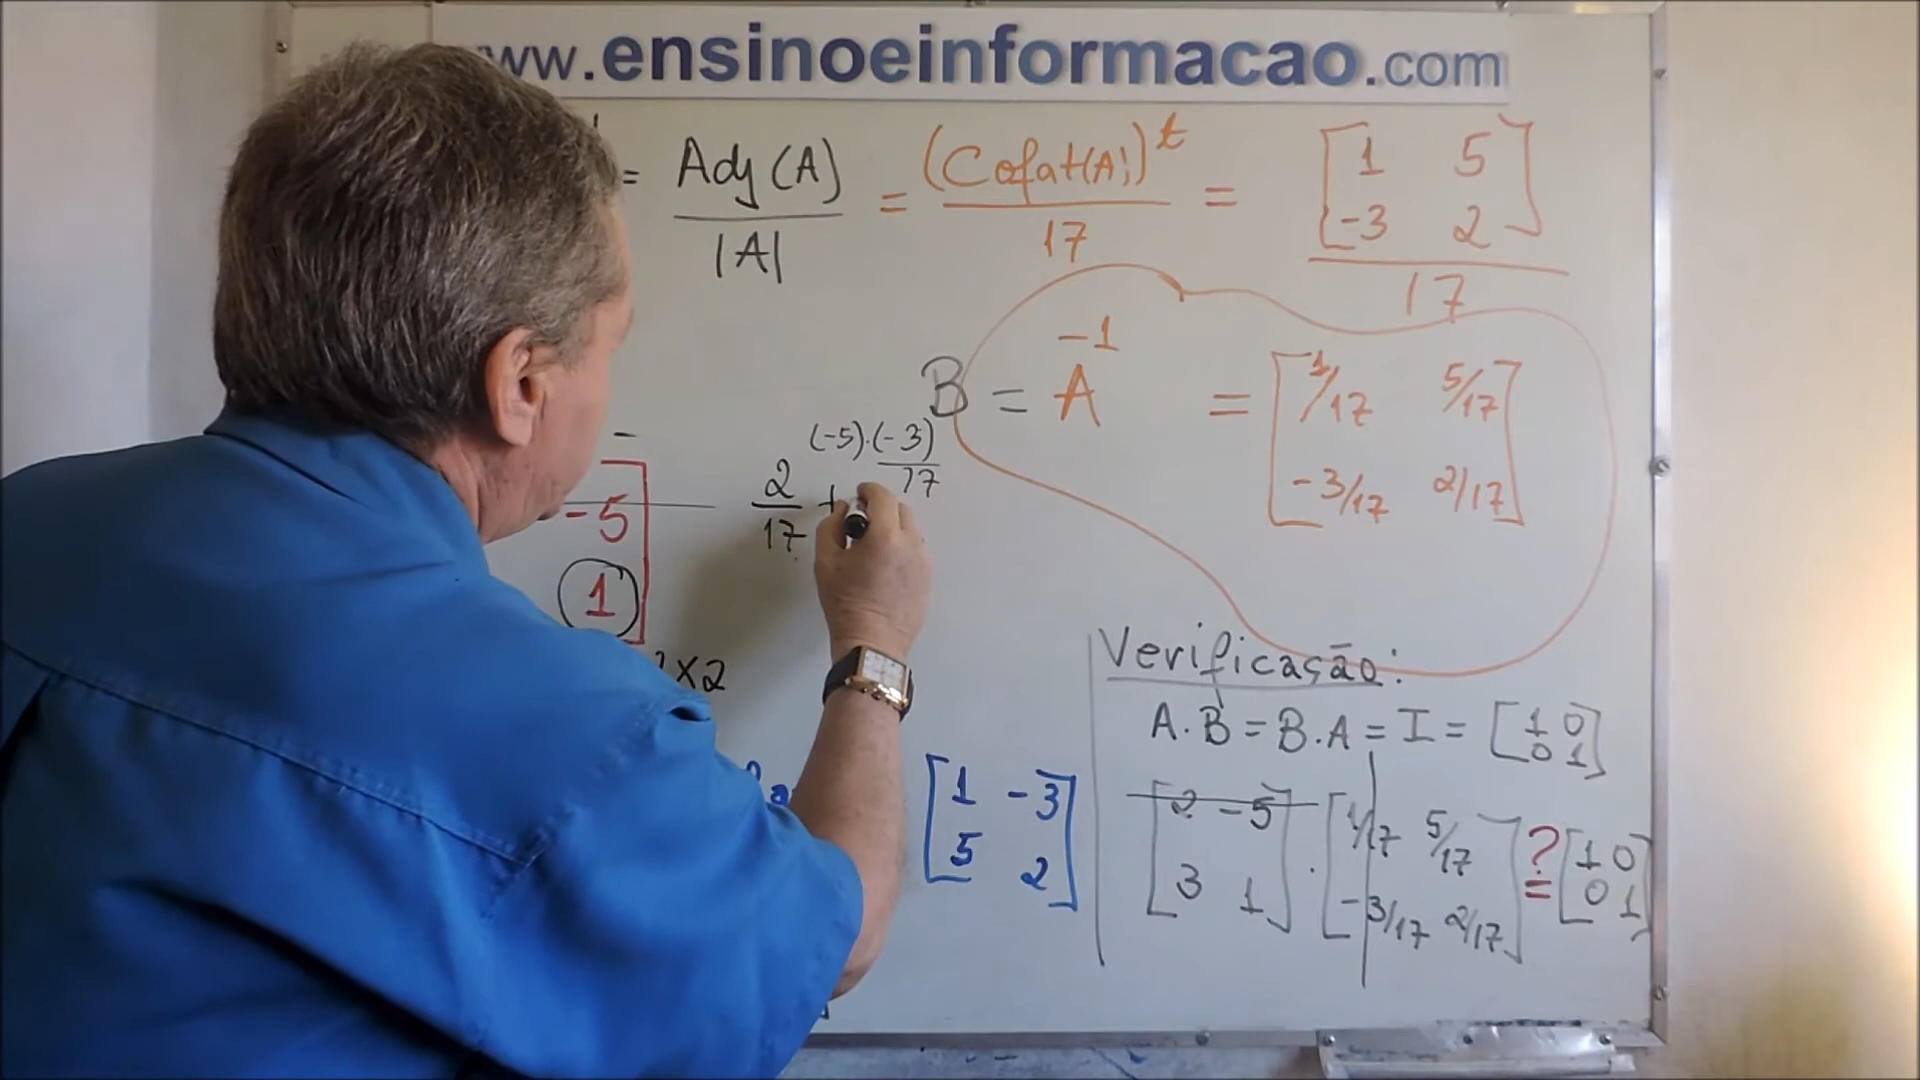 www.ensinoeinformacao.com
= Adj (A) / |A| = (Cofat(A))^t / 17 = [1 5; -3 2] / 17
B = A^-1 = [1/17 5/17; -3/17 2/17]
-5
1
×2
(-5).(-3)
17
2/17 +
[1 -3; 5 2]
Verificação:
A.B = B.A = I = [1 0; 0 1]
[2 -5; 3 1] . [1/17 5/17; -3/17 2/17] ?= [1 0; 0 1]